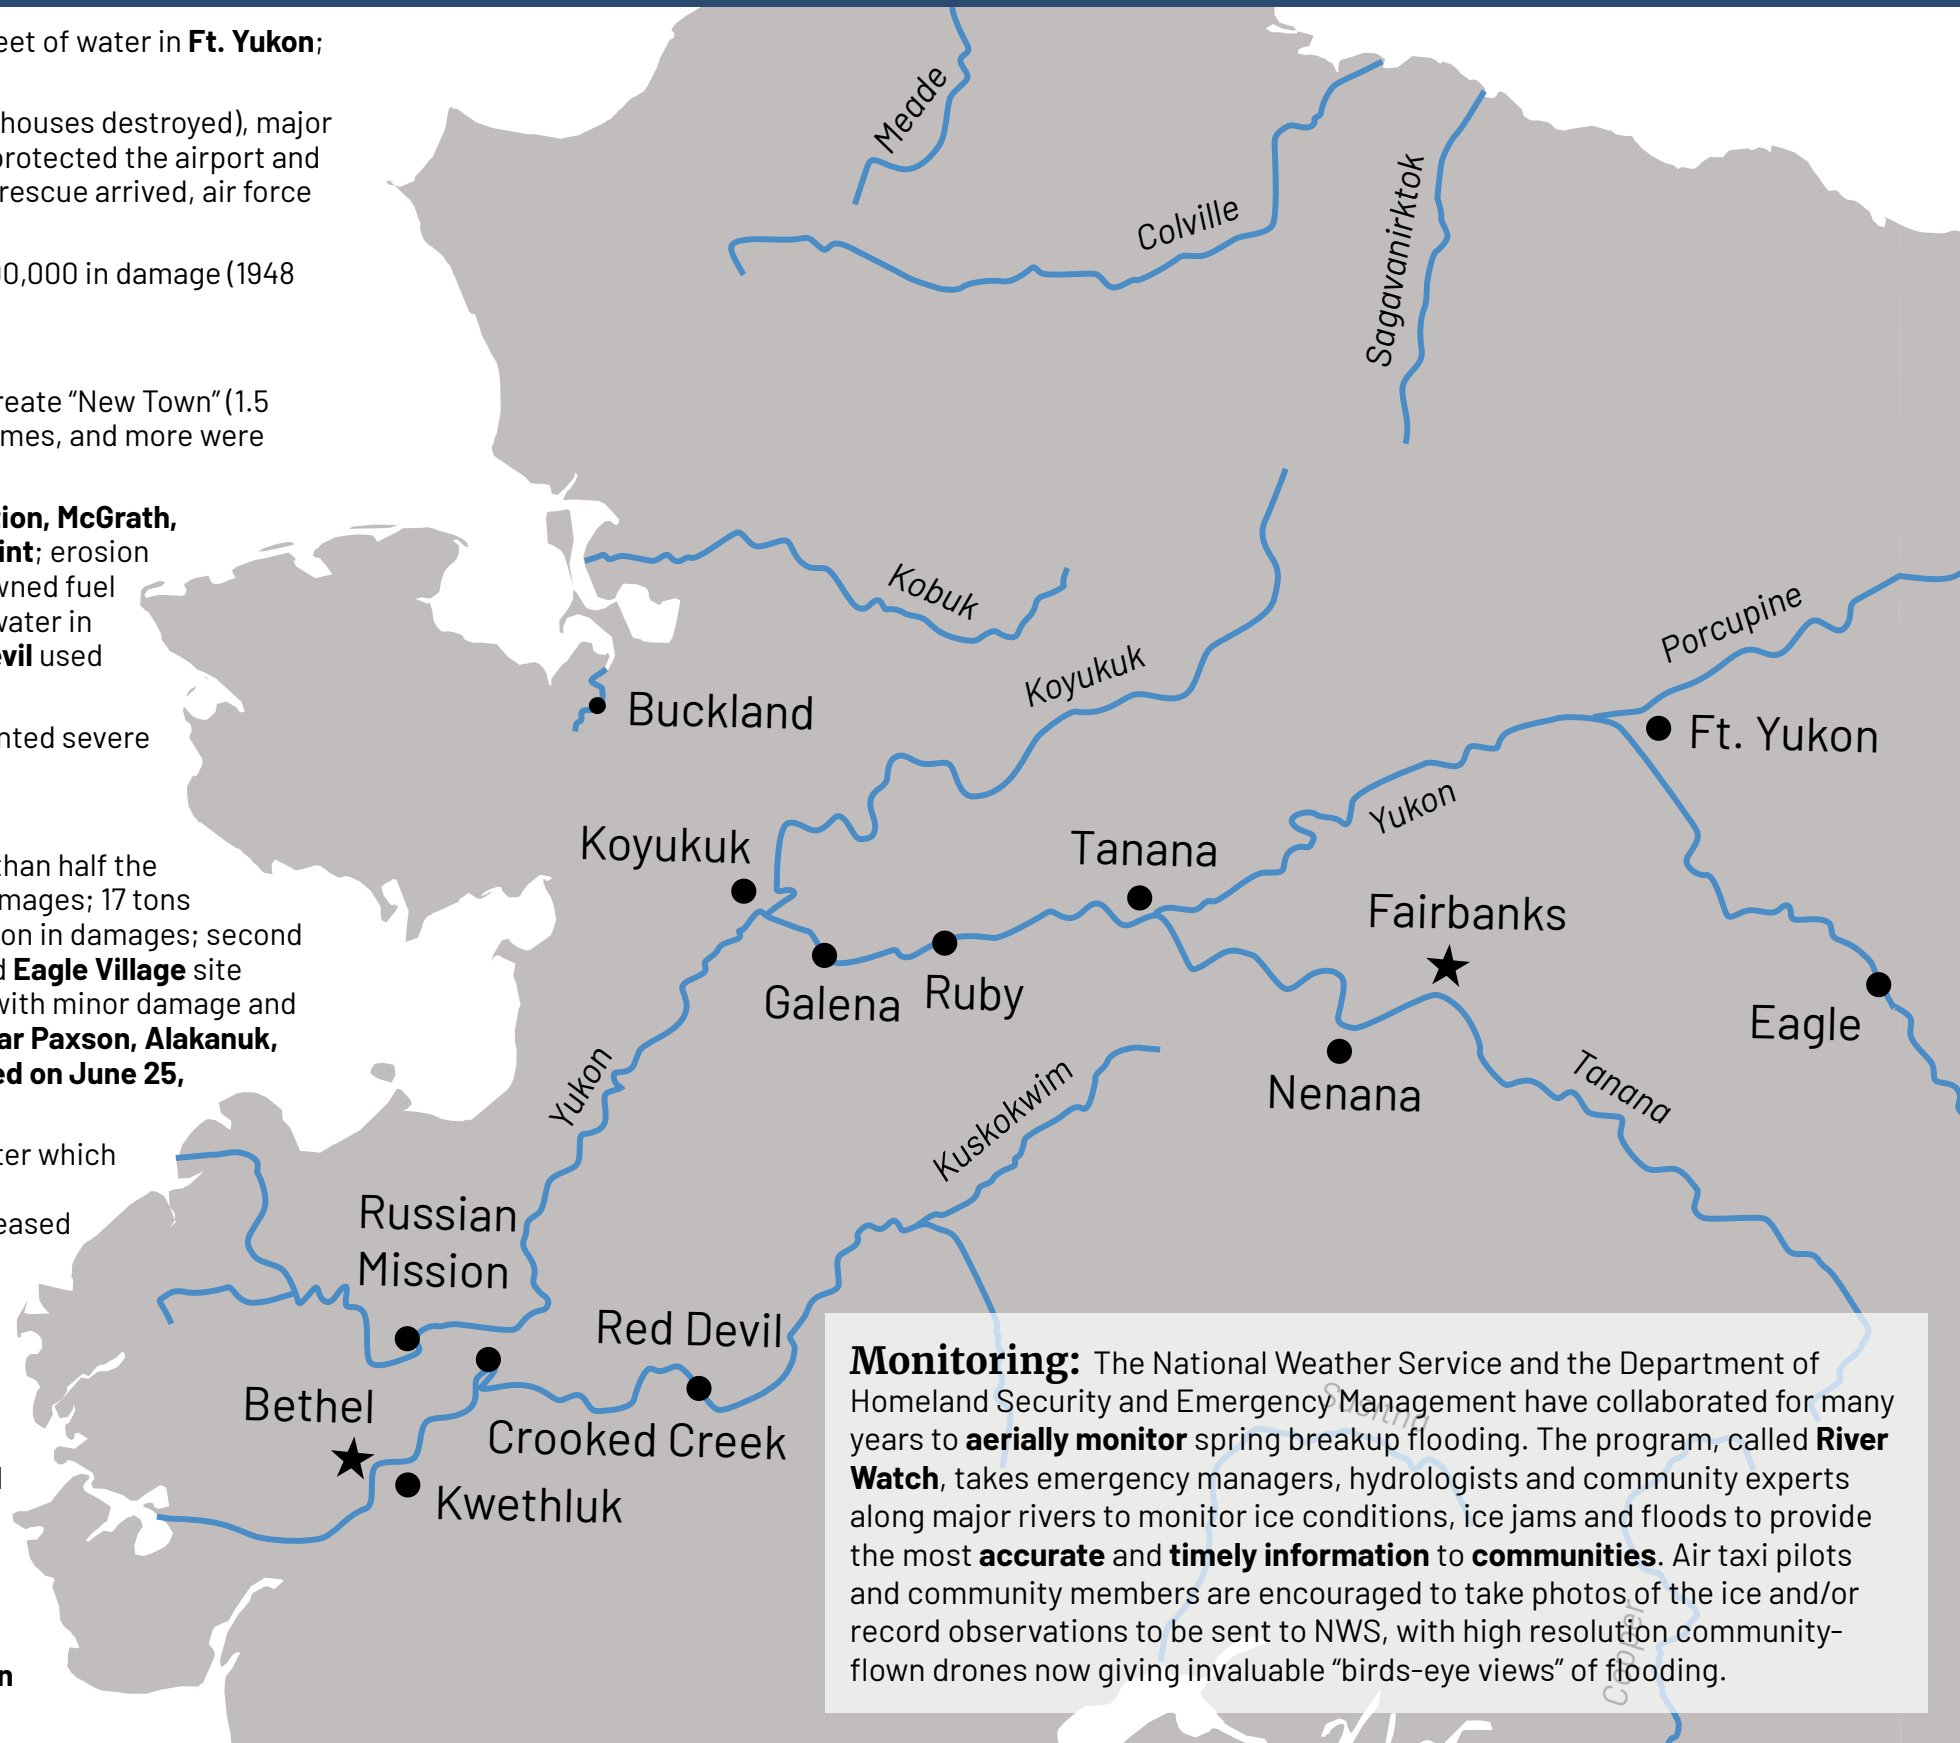 eet of water in Ft. Yukon;
houses destroyed), major
protected the airport and
rescue arrived, air force
00,000 in damage (1948
reate “New Town” (1.5
mes, and more were
tion, McGrath,
int; erosion
wned fuel
water in
evil used
nted severe
than half the
mages; 17 tons
on in damages; second
d Eagle Village site
with minor damage and
ar Paxson, Alakanuk,
ed on June 25,
ter which
eased
n
Meade
Colville
Sagavanirktok
Kobuk
Koyukuk
Porcupine
Buckland
Ft. Yukon
Yukon
Koyukuk
Tanana
Fairbanks
Galena
Ruby
Eagle
Nenana
Tanana
Yukon
Kuskokwim
Russian
Mission
Red Devil
Bethel
Crooked Creek
Kwethluk
Susitna
Copper
Monitoring: The National Weather Service and the Department of
Homeland Security and Emergency Management have collaborated for many
years to aerially monitor spring breakup flooding. The program, called River
Watch, takes emergency managers, hydrologists and community experts
along major rivers to monitor ice conditions, ice jams and floods to provide
the most accurate and timely information to communities. Air taxi pilots
and community members are encouraged to take photos of the ice and/or
record observations to be sent to NWS, with high resolution community-
flown drones now giving invaluable “birds-eye views” of flooding.